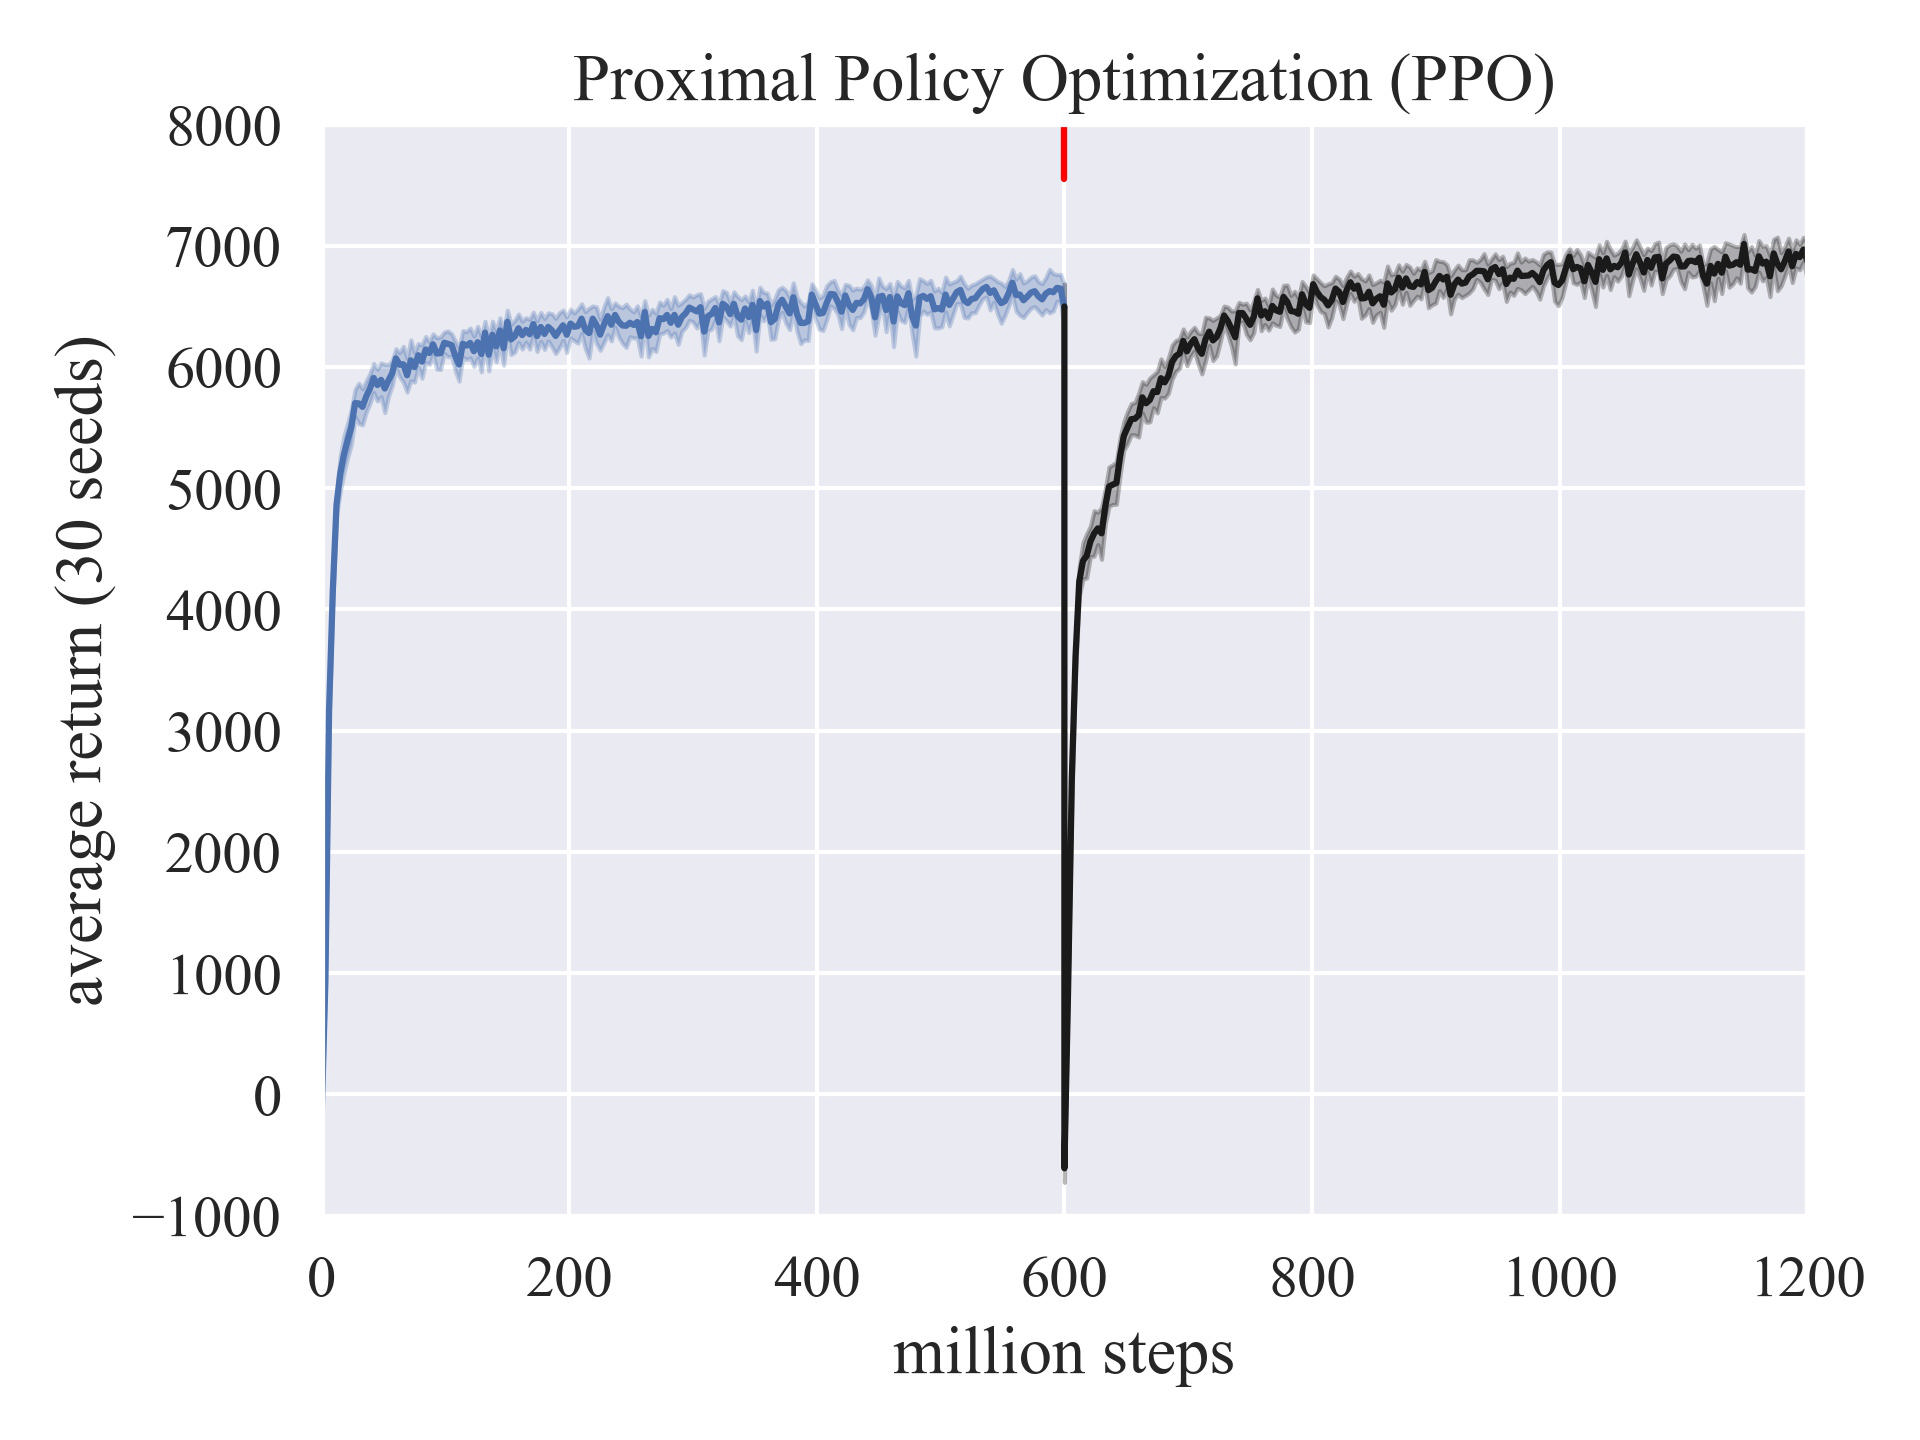 Proximal Policy Optimization (PPO)
8000
7000
6000
5000
4000
3000
2000
1000
0
−1000
average return (30 seeds)
0 200 400 600 800 1000 1200
million steps